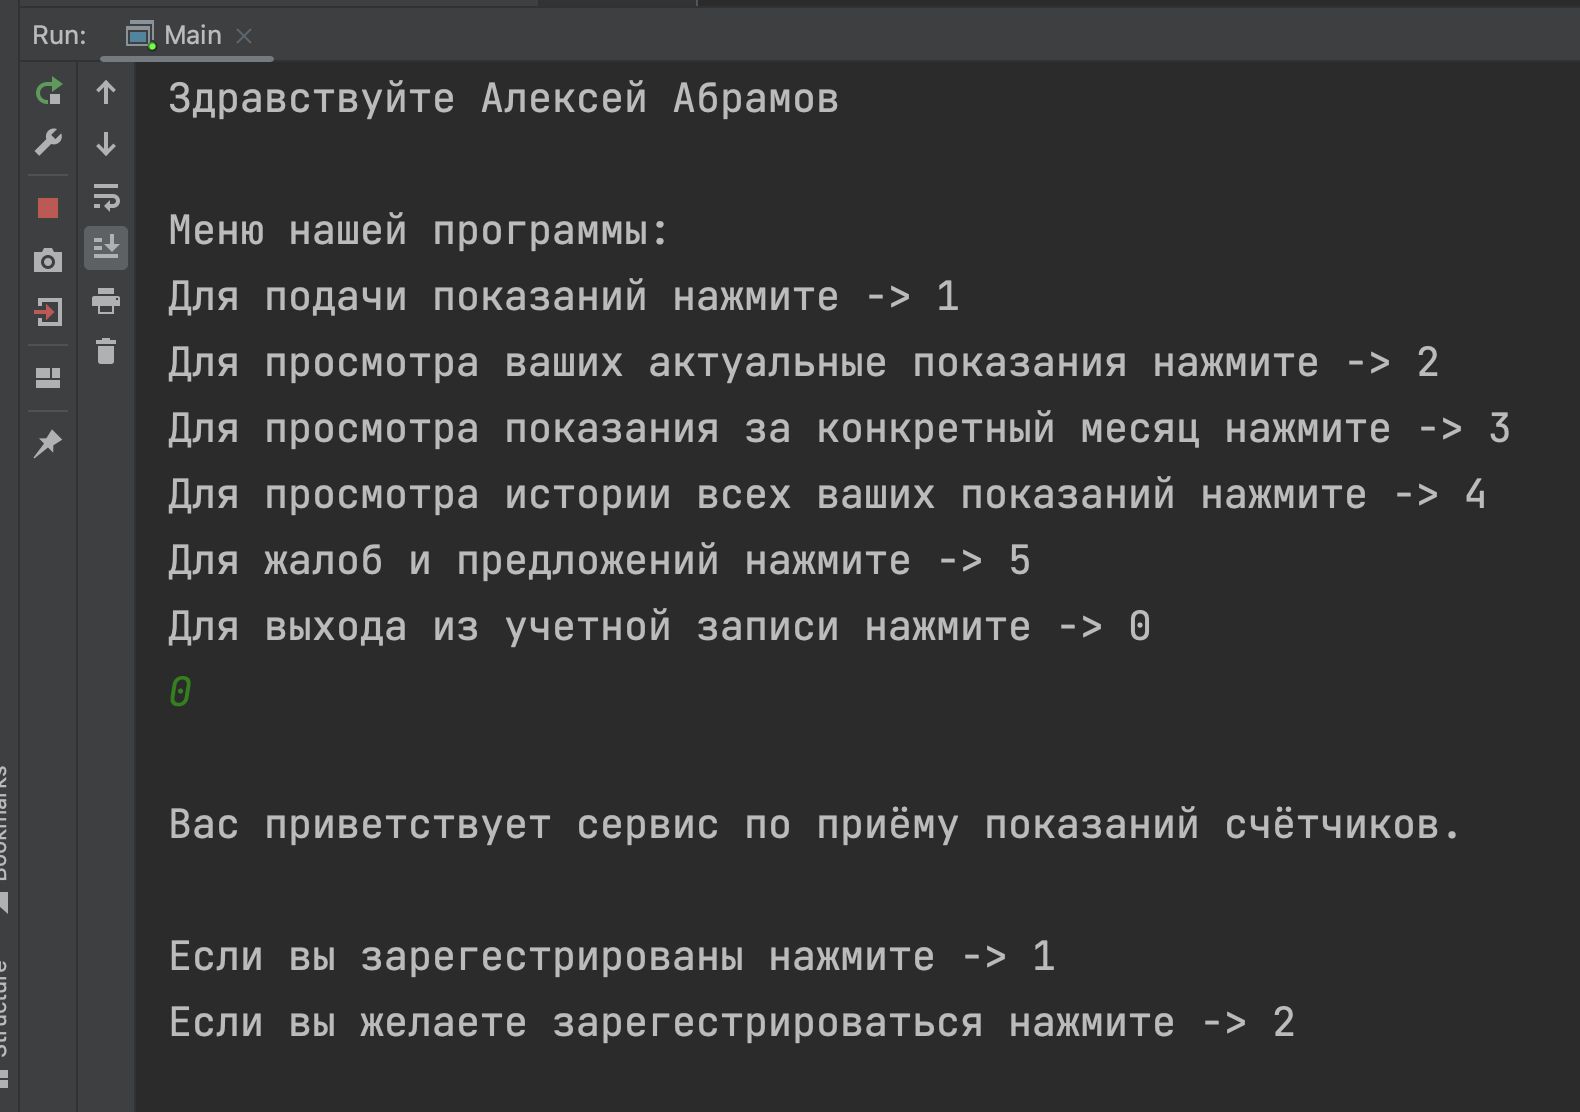 Run: Main
Здравствуйте Алексей Абрамов
Меню нашей программы:
Для подачи показаний нажмите -> 1
Для просмотра ваших актуальные показания нажмите -> 2
Для просмотра показания за конкретный месяц нажмите -> 3
Для просмотра истории всех ваших показаний нажмите -> 4
Для жалоб и предложений нажмите -> 5
Для выхода из учетной записи нажмите -> 0
0
Вас приветствует сервис по приёму показаний счётчиков.
Если вы зарегестрированы нажмите -> 1
Если вы желаете зарегестрироваться нажмите -> 2
Bookmarks
Structure